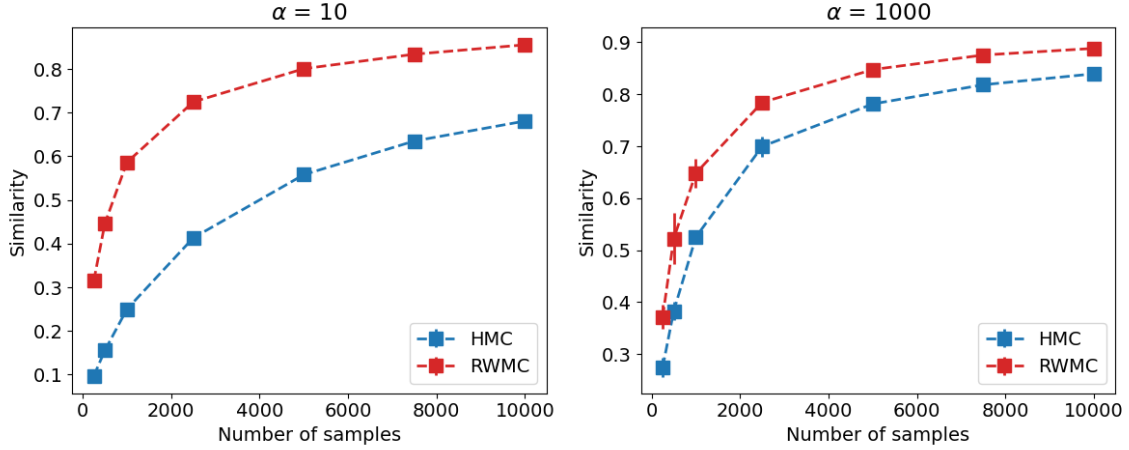 α = 10
Similarity
0.8
0.7
0.6
0.5
0.4
0.3
0.2
0.1
0 2000 4000 6000 8000 10000
Number of samples
HMC
RWMC
α = 1000
Similarity
0.9
0.8
0.7
0.6
0.5
0.4
0.3
0 2000 4000 6000 8000 10000
Number of samples
HMC
RWMC